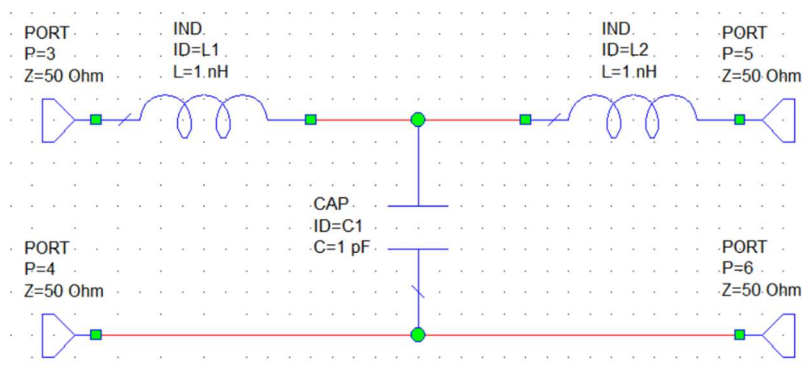 PORT
P=3
Z=50 Ohm
IND
ID=L1
L=1 nH
IND
ID=L2
L=1 nH
PORT
P=5
Z=50 Ohm
CAP
ID=C1
C=1 pF
PORT
P=4
Z=50 Ohm
PORT
P=6
Z=50 Ohm